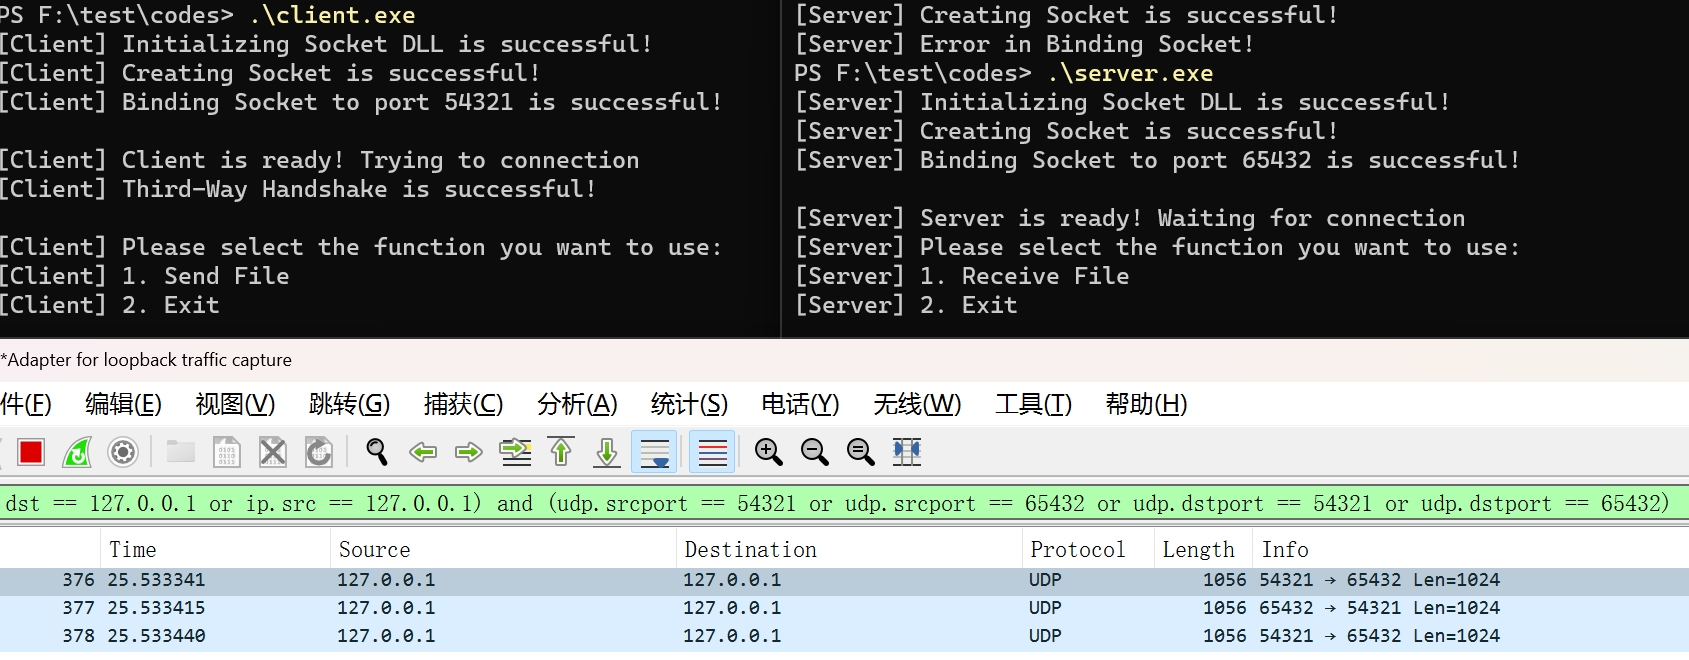 PS F:\test\codes> .\client.exe
[Client] Initializing Socket DLL is successful!
[Client] Creating Socket is successful!
[Client] Binding Socket to port 54321 is successful!
[Client] Client is ready! Trying to connection
[Client] Third-Way Handshake is successful!
[Client] Please select the function you want to use:
[Client] 1. Send File
[Client] 2. Exit
[Server] Creating Socket is successful!
[Server] Error in Binding Socket!
PS F:\test\codes> .\server.exe
[Server] Initializing Socket DLL is successful!
[Server] Creating Socket is successful!
[Server] Binding Socket to port 65432 is successful!
[Server] Server is ready! Waiting for connection
[Server] Please select the function you want to use:
[Server] 1. Receive File
[Server] 2. Exit
*Adapter for loopback traffic capture
件(F) 编辑(E) 视图(V) 跳转(G) 捕获(C) 分析(A) 统计(S) 电话(Y) 无线(W) 工具(T) 帮助(H)
dst == 127.0.0.1 or ip.src == 127.0.0.1) and (udp.srcport == 54321 or udp.srcport == 65432 or udp.dstport == 54321 or udp.dstport == 65432)
Time Source Destination Protocol Length Info
376 25.533341 127.0.0.1 127.0.0.1 UDP 1056 54321 → 65432 Len=1024
377 25.533415 127.0.0.1 127.0.0.1 UDP 1056 65432 → 54321 Len=1024
378 25.533440 127.0.0.1 127.0.0.1 UDP 1056 54321 → 65432 Len=1024